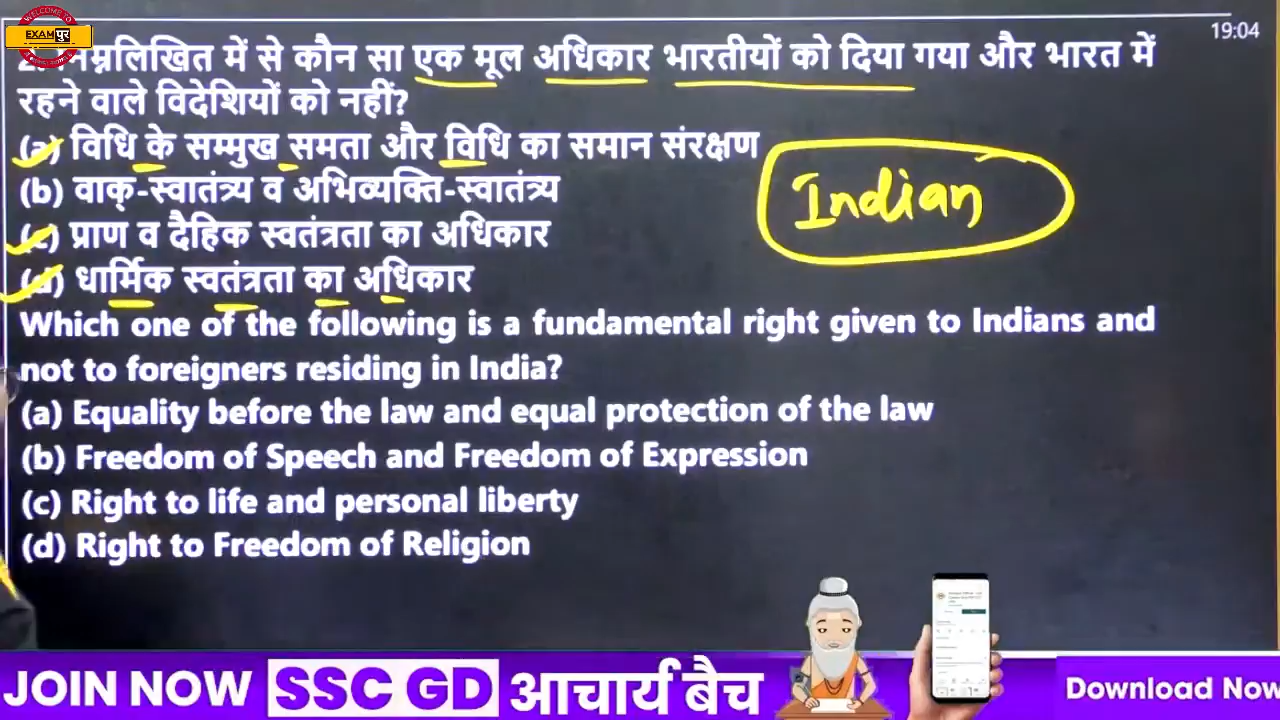 WELCOME TO
EXAMपुर
19:04
2. निम्नलिखित में से कौन सा एक मूल अधिकार भारतीयों को दिया गया और भारत में
रहने वाले विदेशियों को नहीं?
(a) विधि के सम्मुख समता और विधि का समान संरक्षण
(b) वाक्-स्वातंत्र्य व अभिव्यक्ति-स्वातंत्र्य
(c) प्राण व दैहिक स्वतंत्रता का अधिकार
(d) धार्मिक स्वतंत्रता का अधिकार
Indian
Which one of the following is a fundamental right given to Indians and
not to foreigners residing in India?
(a) Equality before the law and equal protection of the law
(b) Freedom of Speech and Freedom of Expression
(c) Right to life and personal liberty
(d) Right to Freedom of Religion
JOIN NOW SSC GD आचार्य बैच
Download Now